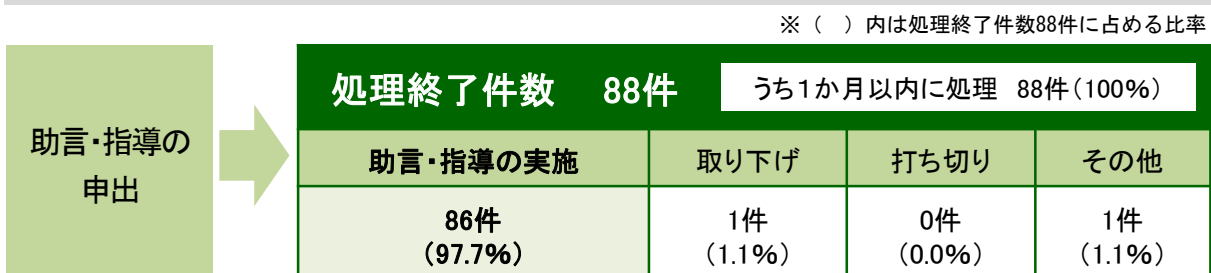 ※（　）内は処理終了件数88件に占める比率
助言・指導の
申出
処理終了件数　88件
うち１か月以内に処理　88件（100％）
助言・指導の実施
取り下げ
打ち切り
その他
86件
（97.7％）
1件
（1.1％）
0件
（0.0％）
1件
（1.1％）